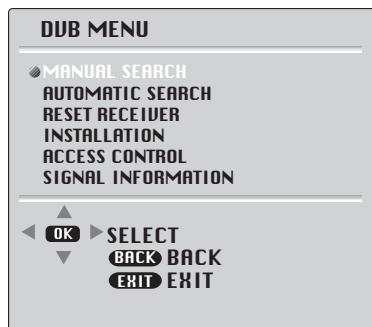 DVB MENU
MANUAL SEARCH
AUTOMATIC SEARCH
RESET RECEIVER
INSTALLATION
ACCESS CONTROL
SIGNAL INFORMATION
OK SELECT
BACK BACK
EXIT EXIT